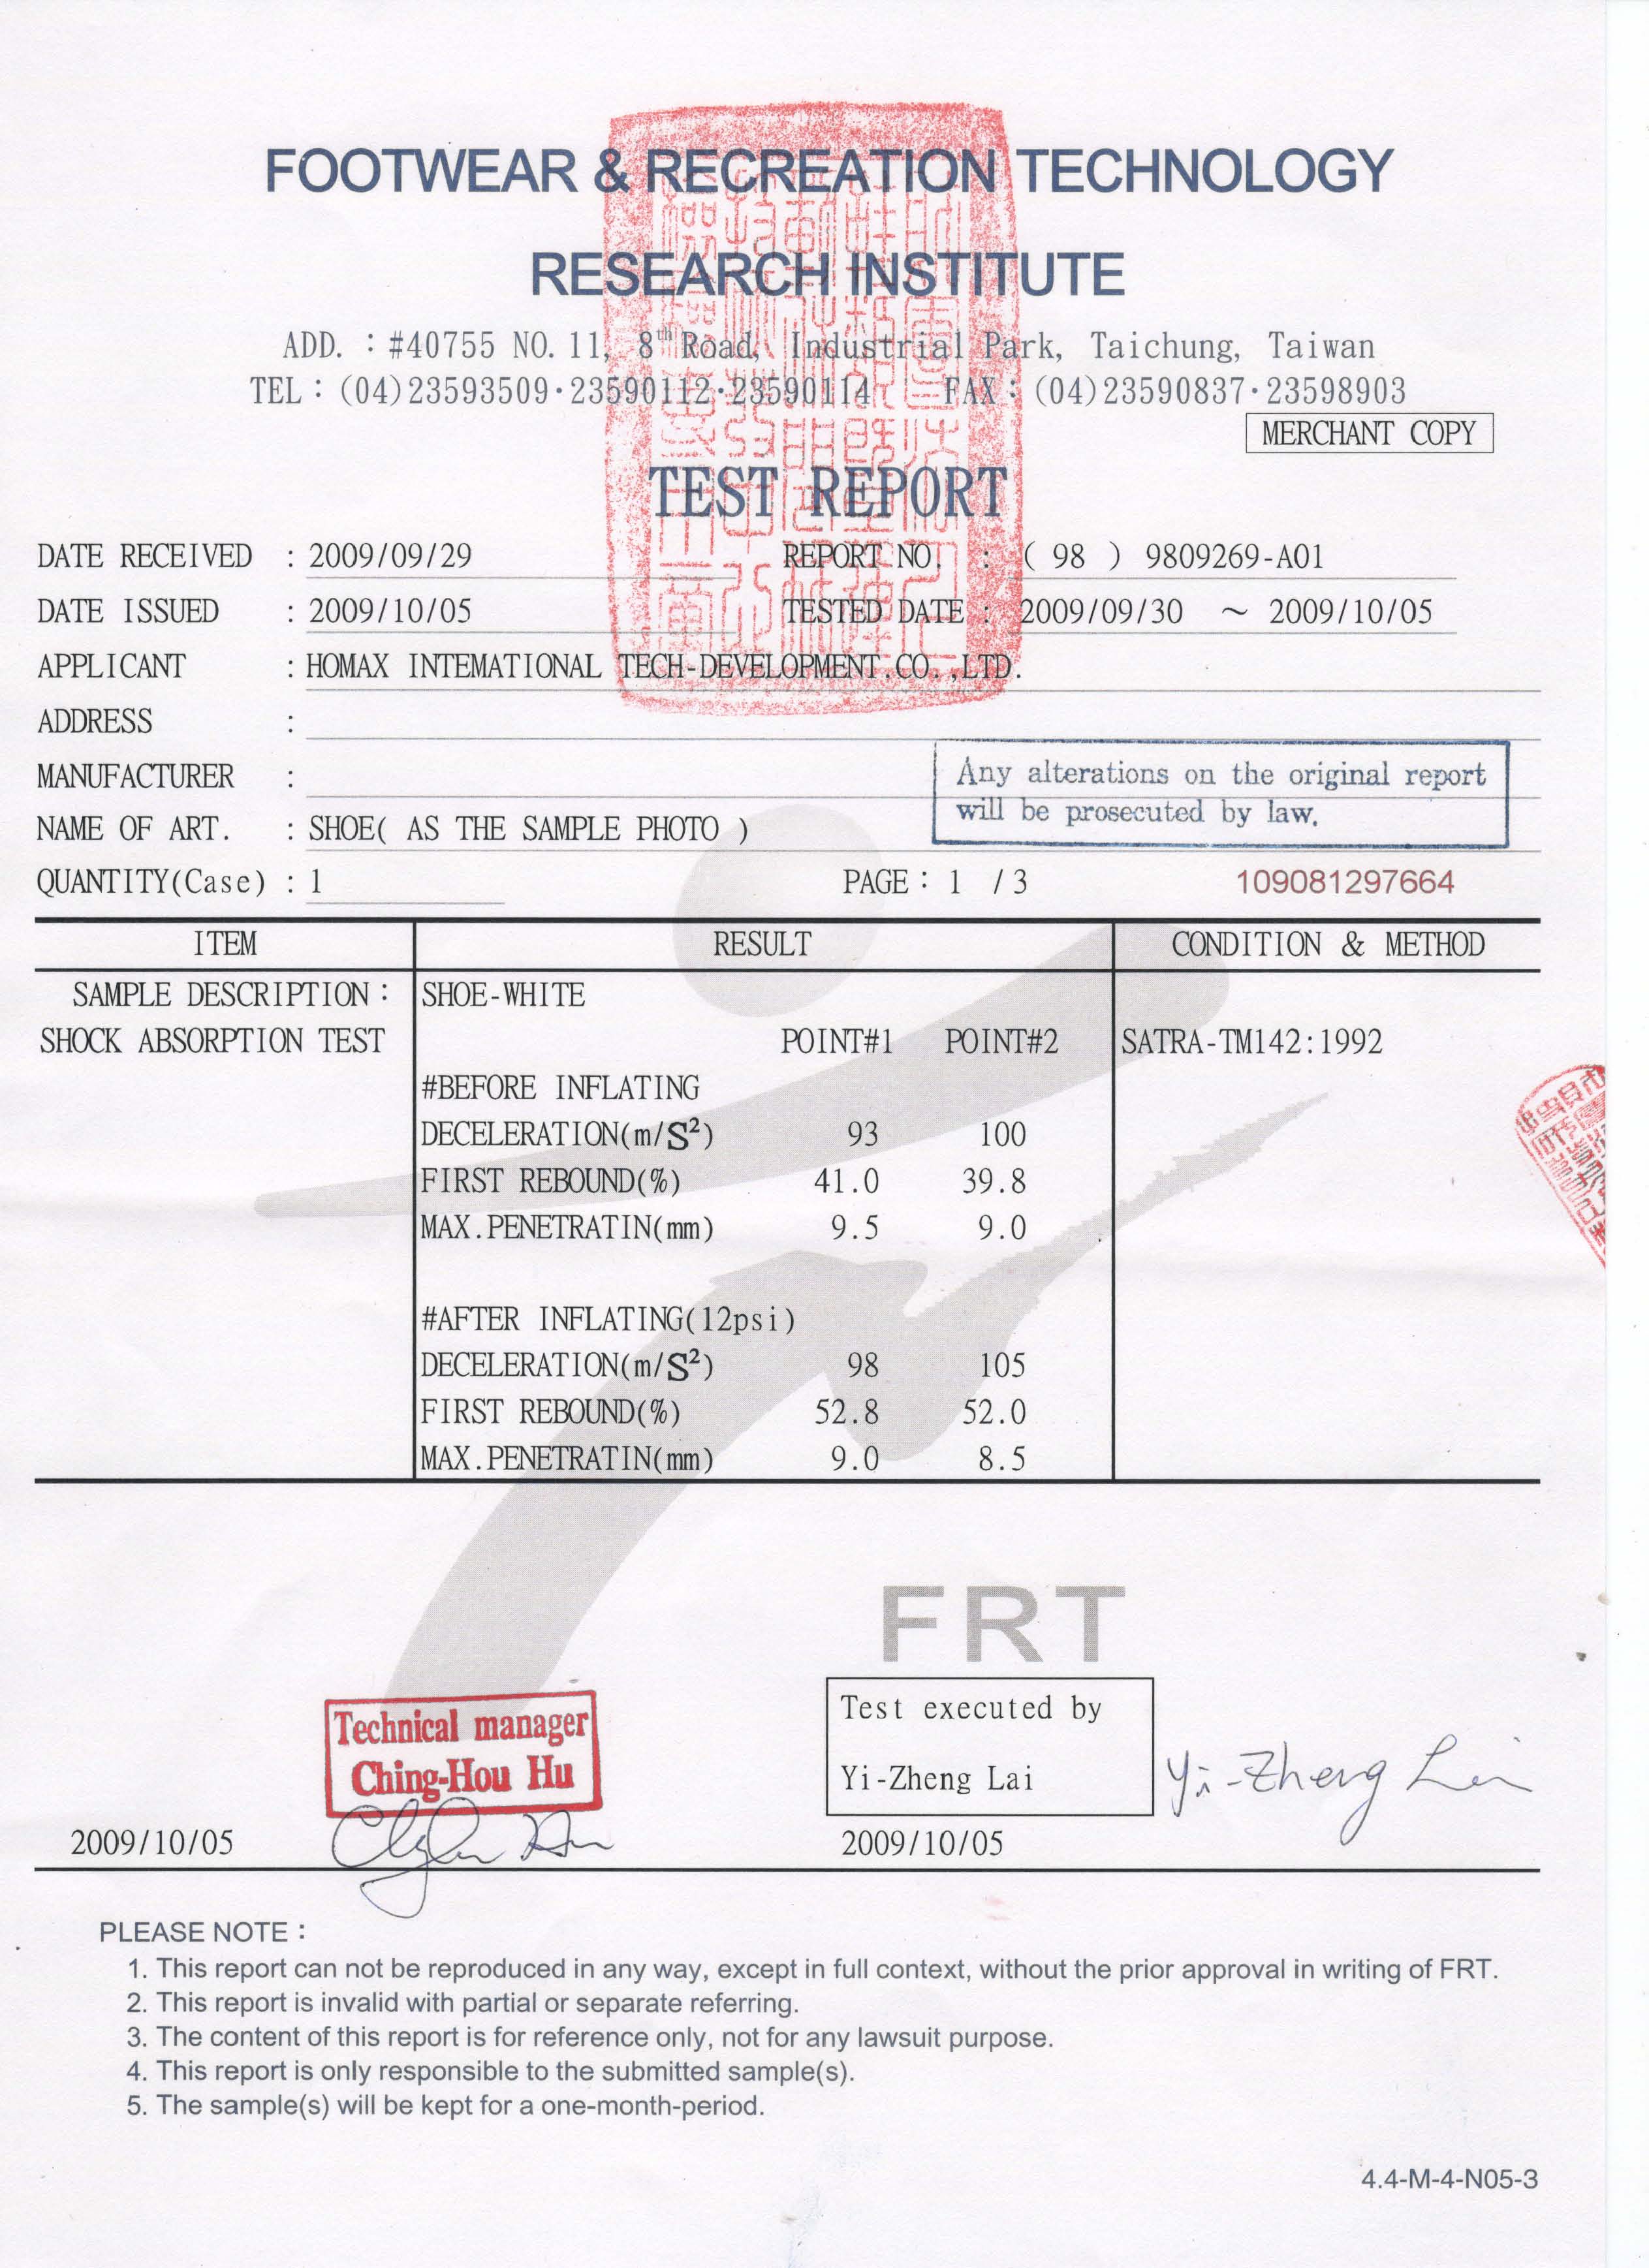 FOOTWEAR & RECREATION TECHNOLOGY
RESEARCH INSTITUTE
ADD. : #40755 NO. 11, 8th Road, Industrial Park, Taichung, Taiwan
TEL : (04)23593509·23590112·23590114 FAX : (04)23590837·23598903
MERCHANT COPY
TEST REPORT
DATE RECEIVED : 2009/09/29 REPORT NO. : ( 98 ) 9809269-A01
DATE ISSUED : 2009/10/05 TESTED DATE : 2009/09/30 ~ 2009/10/05
APPLICANT : HOMAX INTEMATIONAL TECH-DEVELOPMENT.CO.,LTD.
ADDRESS :
MANUFACTURER :
Any alterations on the original report
will be prosecuted by law.
NAME OF ART. : SHOE( AS THE SAMPLE PHOTO )
QUANTITY(Case) : 1 PAGE : 1 / 3 109081297664
ITEM RESULT CONDITION & METHOD
SAMPLE DESCRIPTION : SHOE-WHITE
SHOCK ABSORPTION TEST POINT#1 POINT#2 SATRA-TM142:1992
#BEFORE INFLATING
DECELERATION(m/S²) 93 100
FIRST REBOUND(%) 41.0 39.8
MAX.PENETRATIN(mm) 9.5 9.0
#AFTER INFLATING(12psi)
DECELERATION(m/S²) 98 105
FIRST REBOUND(%) 52.8 52.0
MAX.PENETRATIN(mm) 9.0 8.5
FRT
Technical manager
Ching-Hou Hu
Test executed by
Yi-Zheng Lai
Yi-Zheng Lai
2009/10/05 2009/10/05
PLEASE NOTE :
1. This report can not be reproduced in any way, except in full context, without the prior approval in writing of FRT.
2. This report is invalid with partial or separate referring.
3. The content of this report is for reference only, not for any lawsuit purpose.
4. This report is only responsible to the submitted sample(s).
5. The sample(s) will be kept for a one-month-period.
4.4-M-4-N05-3